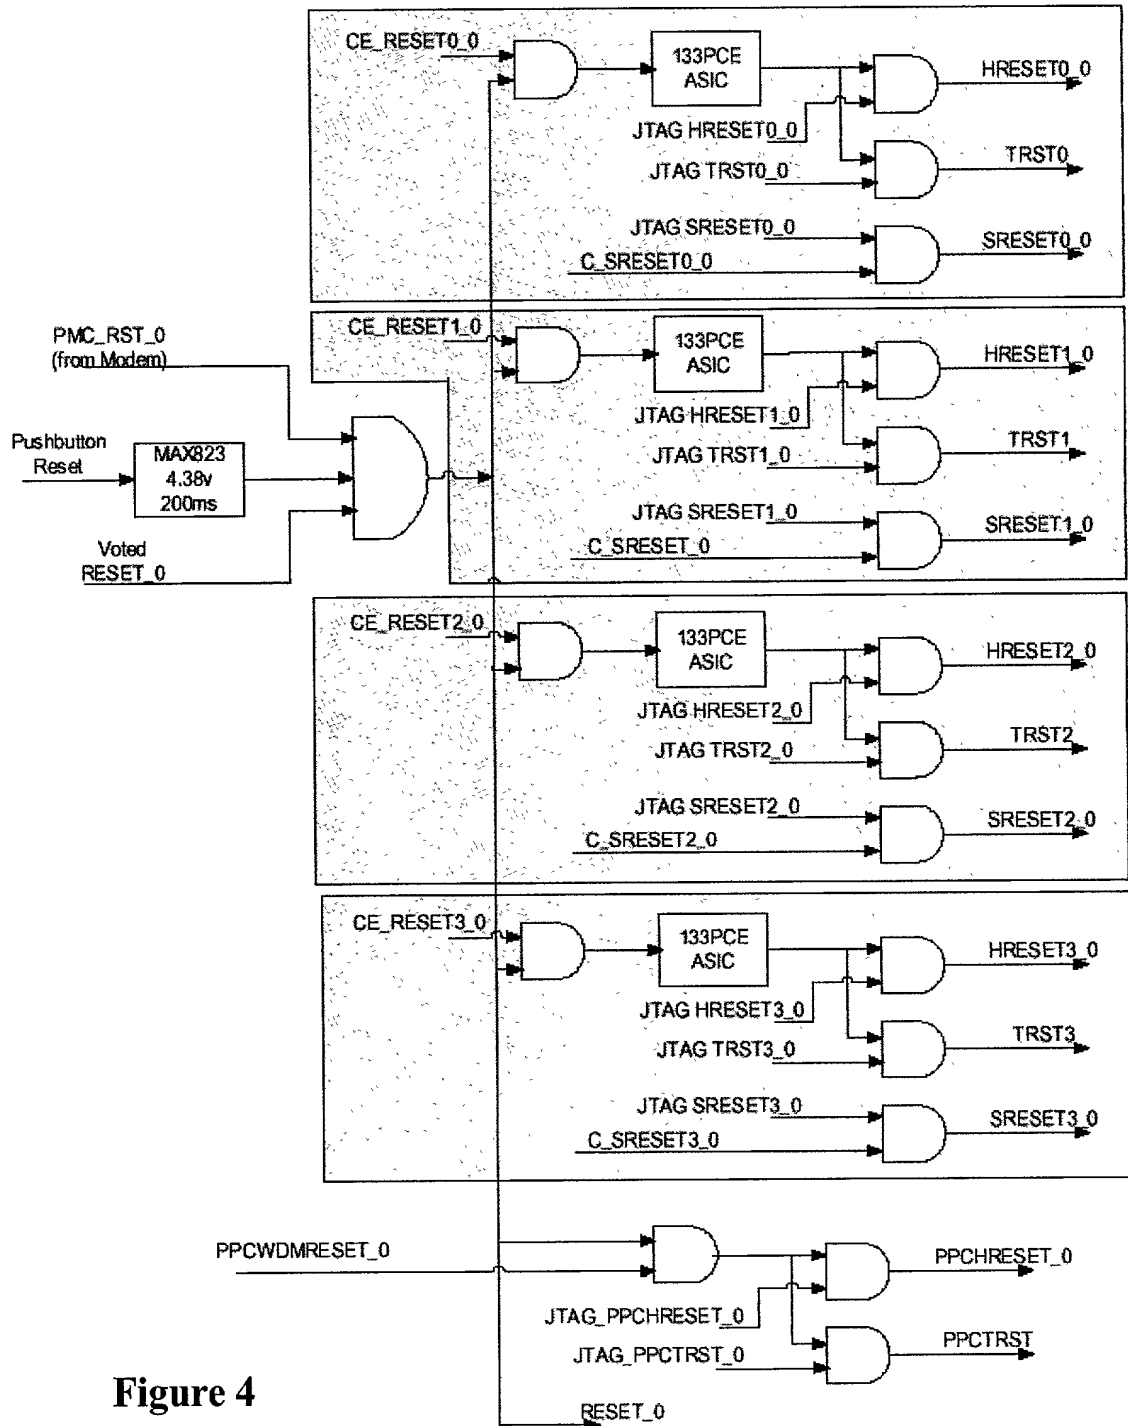 CE_RESET0_0
133PCE
ASIC
HRESET0_0
JTAG HRESET0_0
TRST0
JTAG TRST0_0
JTAG SRESET0_0
SRESET0_0
C_SRESET0_0
PMC_RST_0
(from Modem)
CE_RESET1_0
133PCE
ASIC
HRESET1_0
JTAG HRESET1_0
Pushbutton
Reset
MAX823
4.38v
200ms
TRST1
JTAG TRST1_0
JTAG SRESET1_0
SRESET1_0
C_SRESET_0
Voted
RESET_0
CE_RESET2_0
133PCE
ASIC
HRESET2_0
JTAG HRESET2_0
TRST2
JTAG TRST2_0
JTAG SRESET2_0
SRESET2_0
C_SRESET2_0
CE_RESET3_0
133PCE
ASIC
HRESET3_0
JTAG HRESET3_0
TRST3
JTAG TRST3_0
JTAG SRESET3_0
SRESET3_0
C_SRESET3_0
PPCWDMRESET_0
PPCHRESET_0
JTAG_PPCHRESET_0
PPCTRST
JTAG_PPCTRST_0
Figure 4
RESET_0